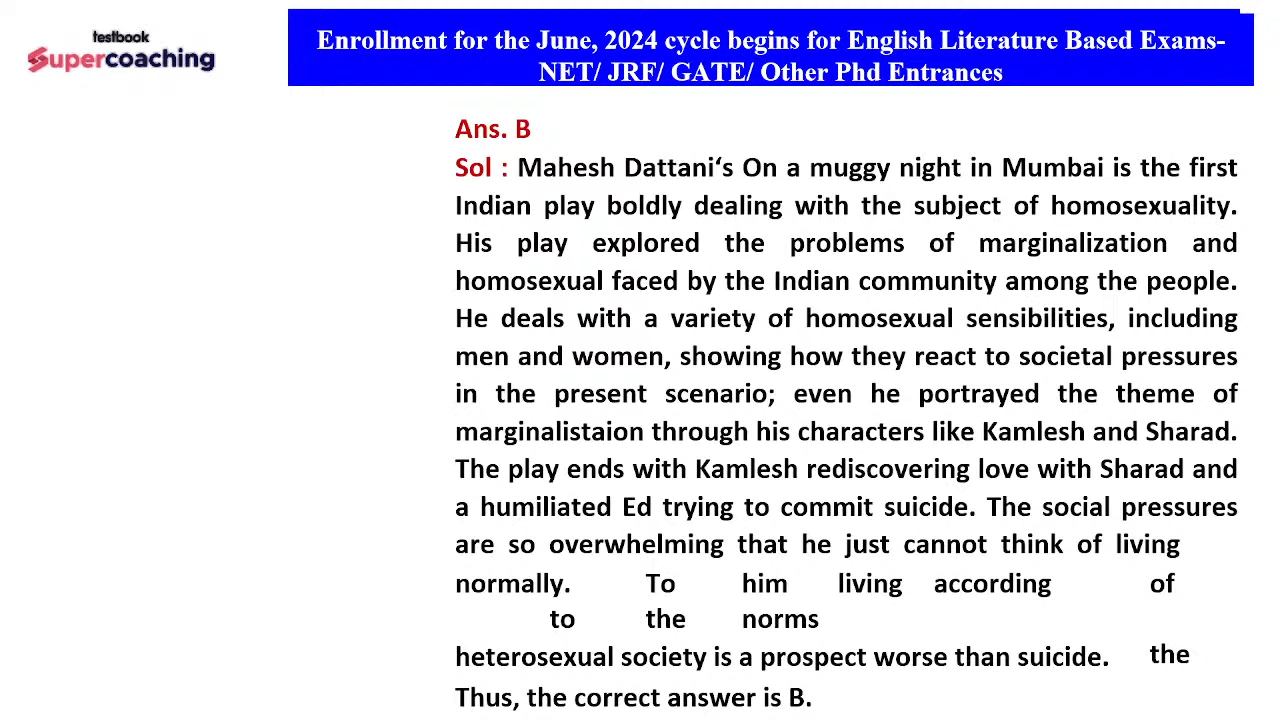 testbook
Supercoaching
Enrollment for the June, 2024 cycle begins for English Literature Based Exams-
NET/ JRF/ GATE/ Other Phd Entrances
Ans. B
Sol : Mahesh Dattani‘s On a muggy night in Mumbai is the first
Indian play boldly dealing with the subject of homosexuality.
His play explored the problems of marginalization and
homosexual faced by the Indian community among the people.
He deals with a variety of homosexual sensibilities, including
men and women, showing how they react to societal pressures
in the present scenario; even he portrayed the theme of
marginalistaion through his characters like Kamlesh and Sharad.
The play ends with Kamlesh rediscovering love with Sharad and
a humiliated Ed trying to commit suicide. The social pressures
are so overwhelming that he just cannot think of living
normally. To him living according of
to the norms
heterosexual society is a prospect worse than suicide. the
Thus, the correct answer is B.